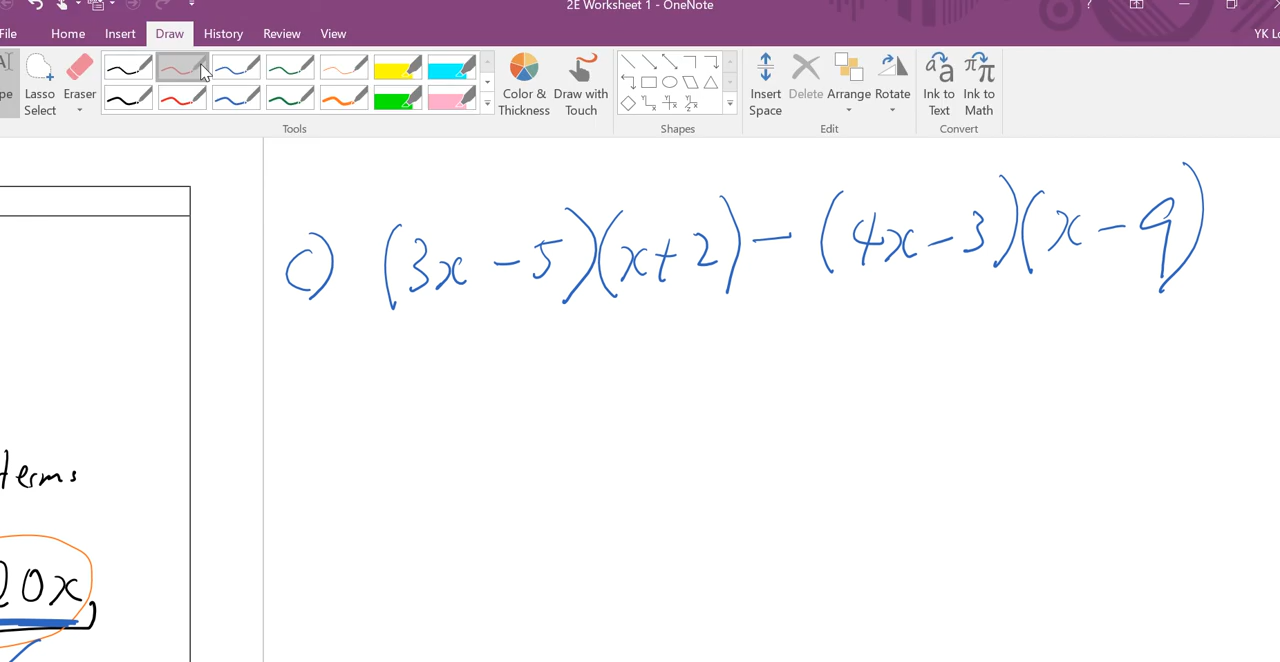 2E Worksheet 1 - OneNote
?
File Home Insert Draw History Review View
Lasso Select
Eraser
Color & Thickness
Draw with Touch
Insert Space
Delete
Arrange
Rotate
Ink to Text
Ink to Math
Tools
Shapes
Edit
Convert
c) (3x - 5)(x + 2) - (4x - 3)(x - 9)
terms
20x,